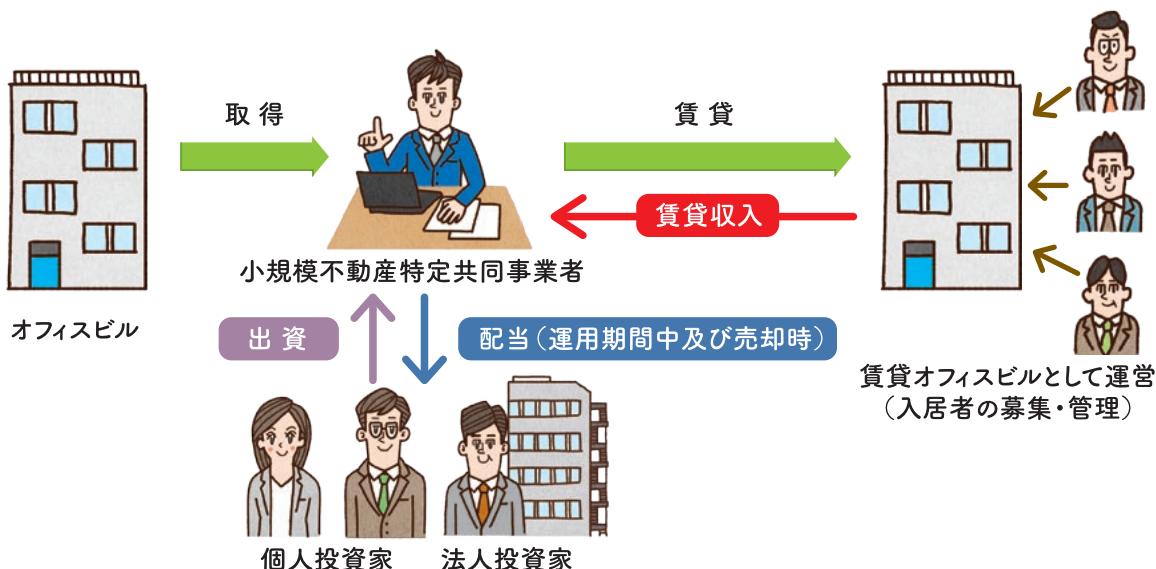 取得
賃貸
賃貸収入
小規模不動産特定共同事業者
オフィスビル
出資
配当（運用期間中及び売却時）
賃貸オフィスビルとして運営
（入居者の募集・管理）
個人投資家
法人投資家